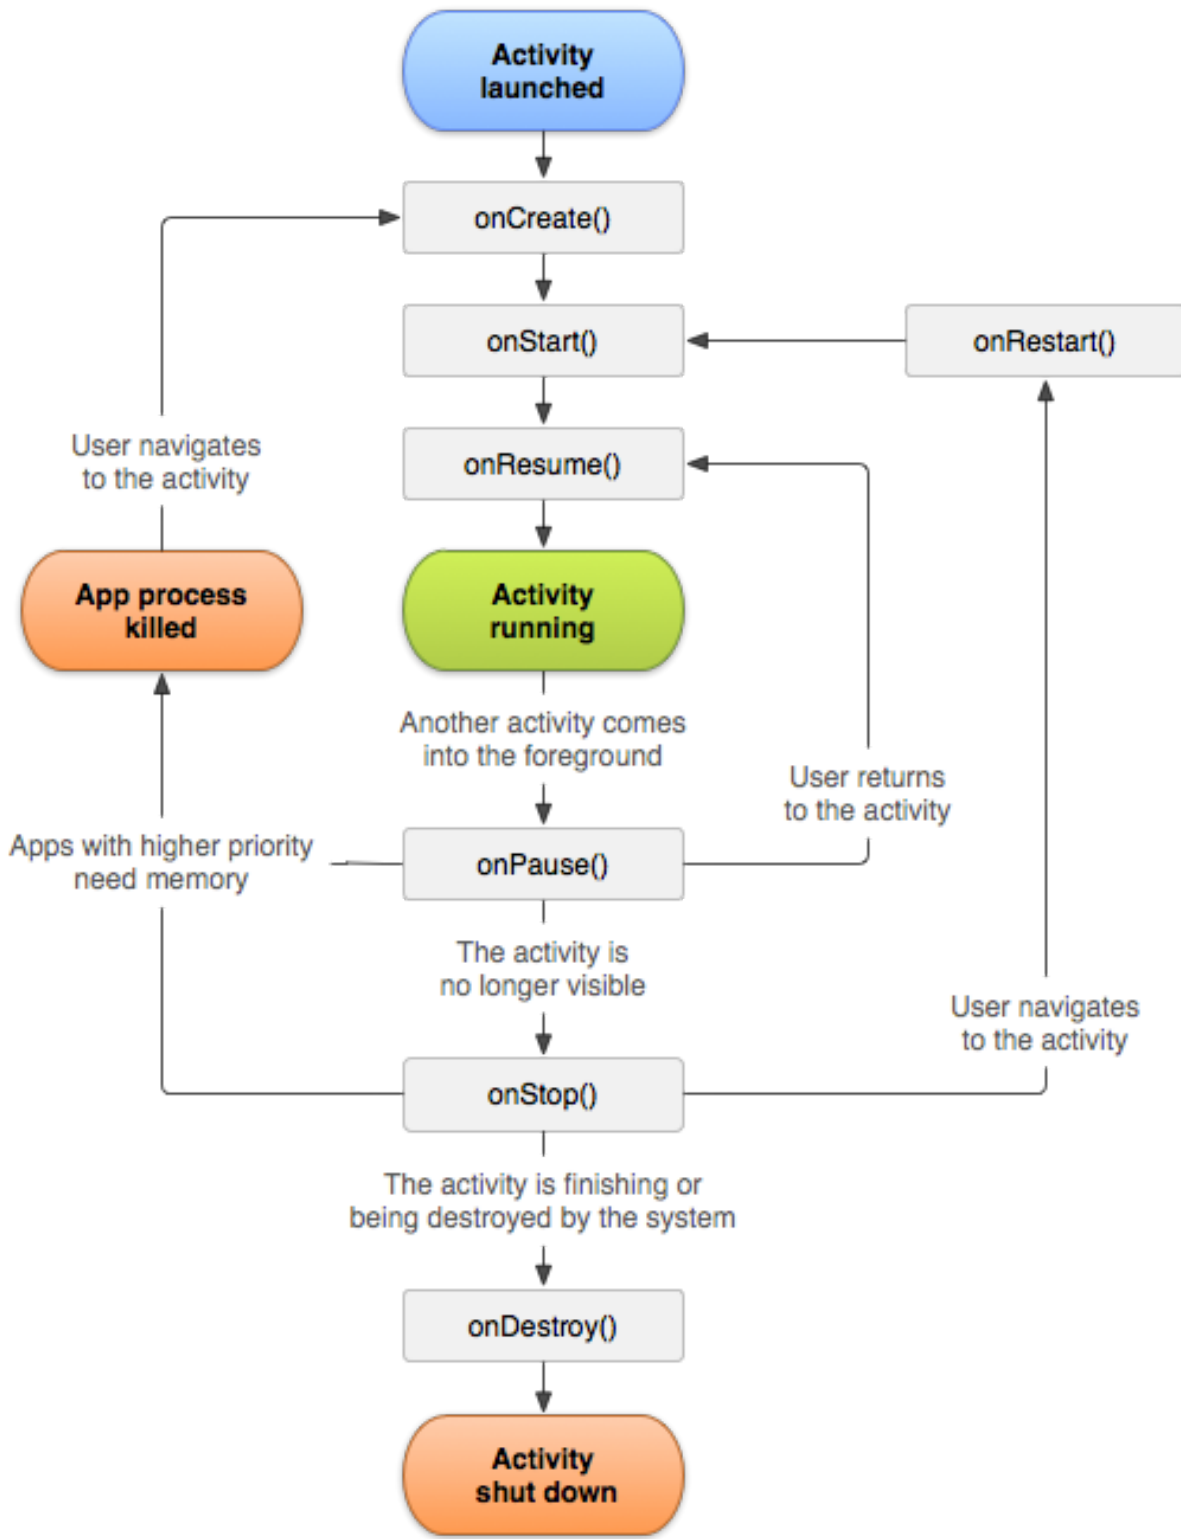 Activity
launched
onCreate()
onStart()
onRestart()
User navigates
to the activity
onResume()
App process
killed
Activity
running
Another activity comes
into the foreground
User returns
to the activity
Apps with higher priority
need memory
onPause()
The activity is
no longer visible
User navigates
to the activity
onStop()
The activity is finishing or
being destroyed by the system
onDestroy()
Activity
shut down